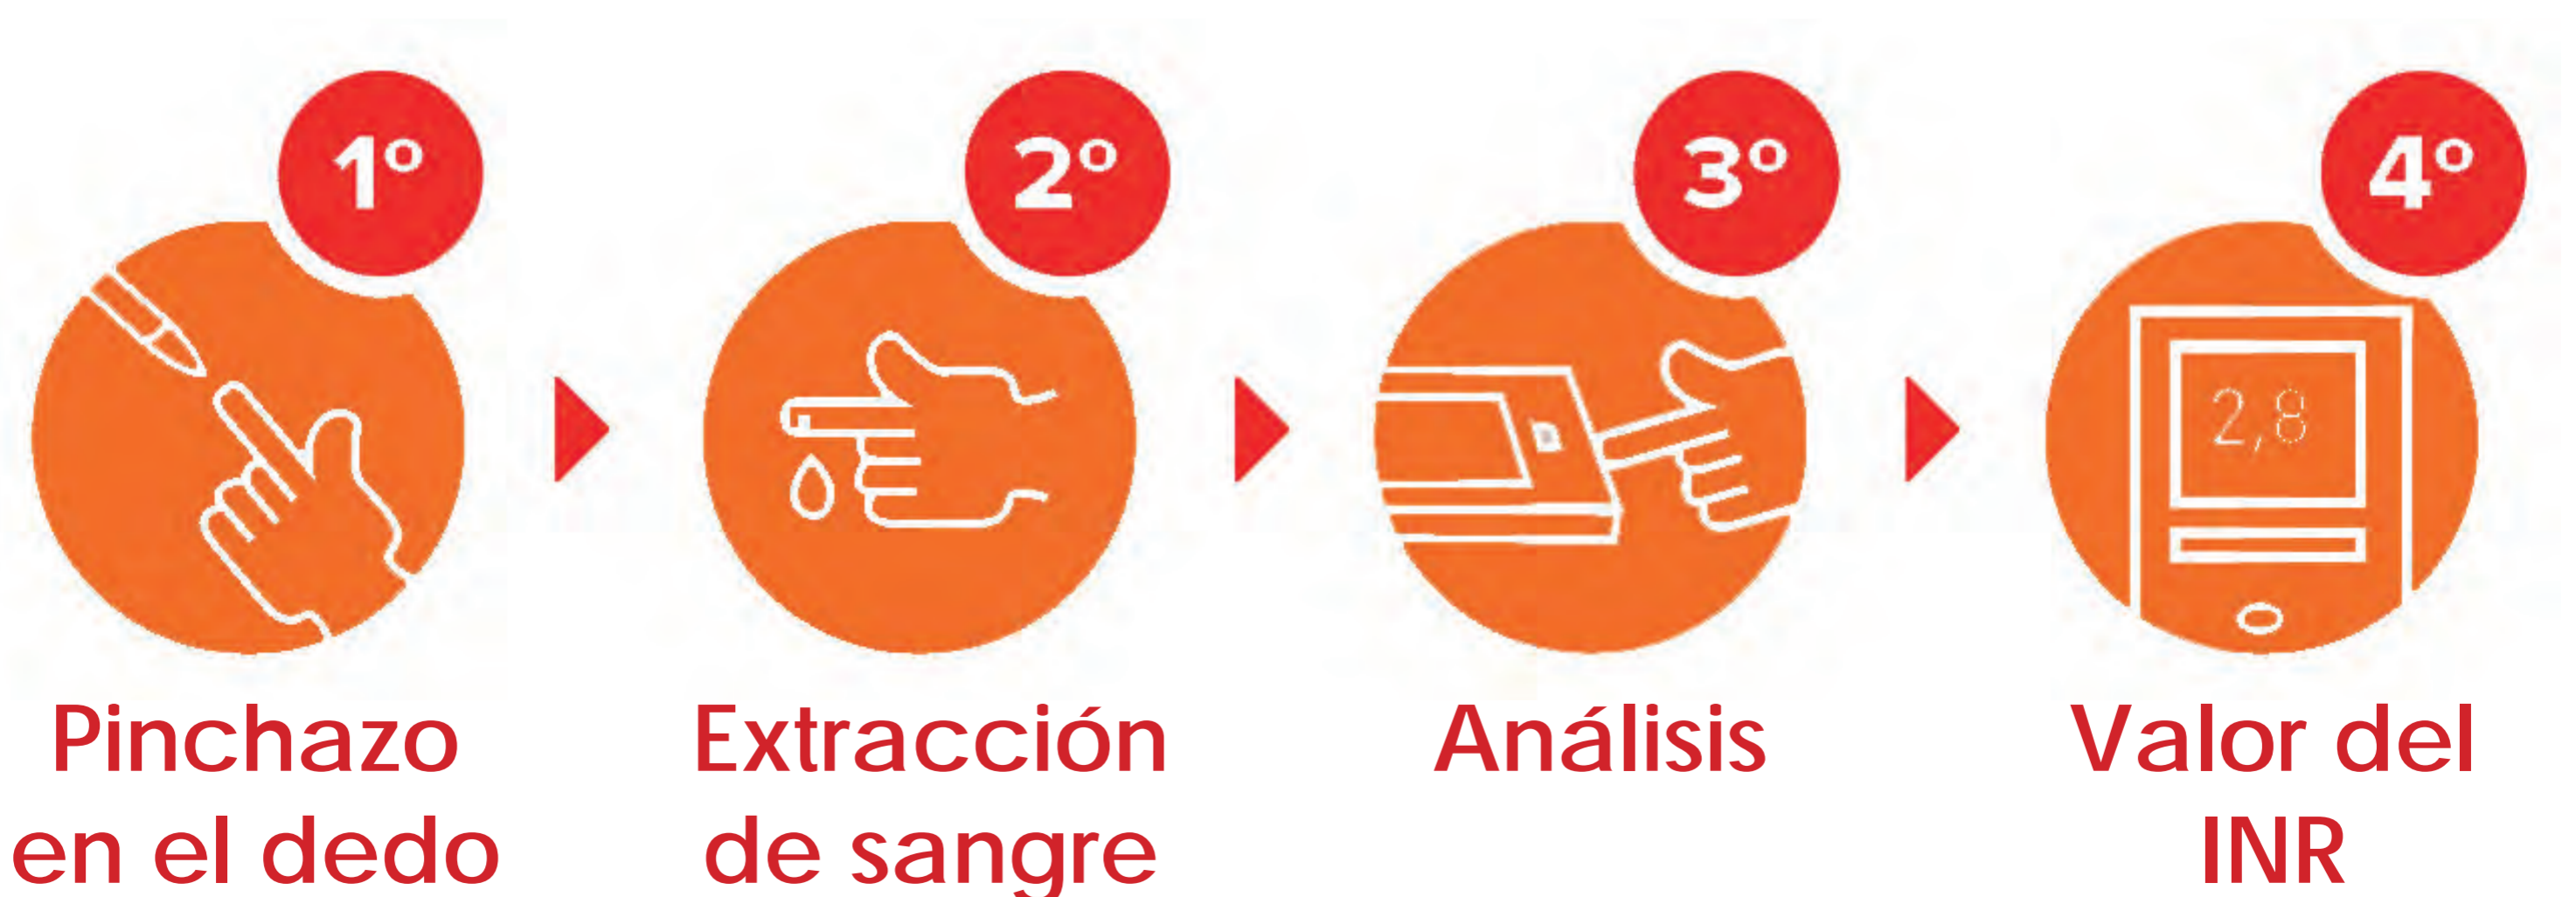 1º
2º
3º
4º
2,8
Pinchazo
en el dedo
Extracción
de sangre
Análisis
Valor del
INR